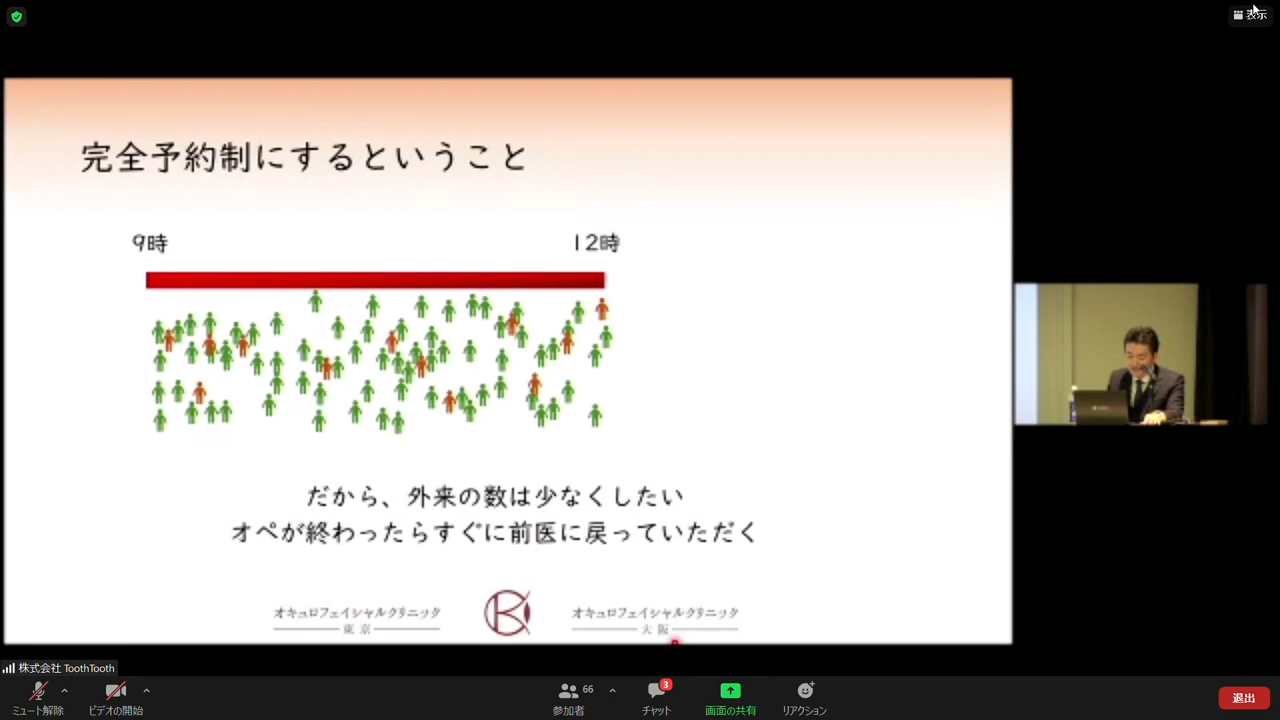 表示
完全予約制にするということ
9時
12時
だから、外来の数は少なくしたい
オペが終わったらすぐに前医に戻っていただく
オキュロフェイシャルクリニック
東京
オキュロフェイシャルクリニック
大阪
株式会社 ToothTooth
ミュート解除
ビデオの開始
66
参加者
3
チャット
画面の共有
リアクション
退出